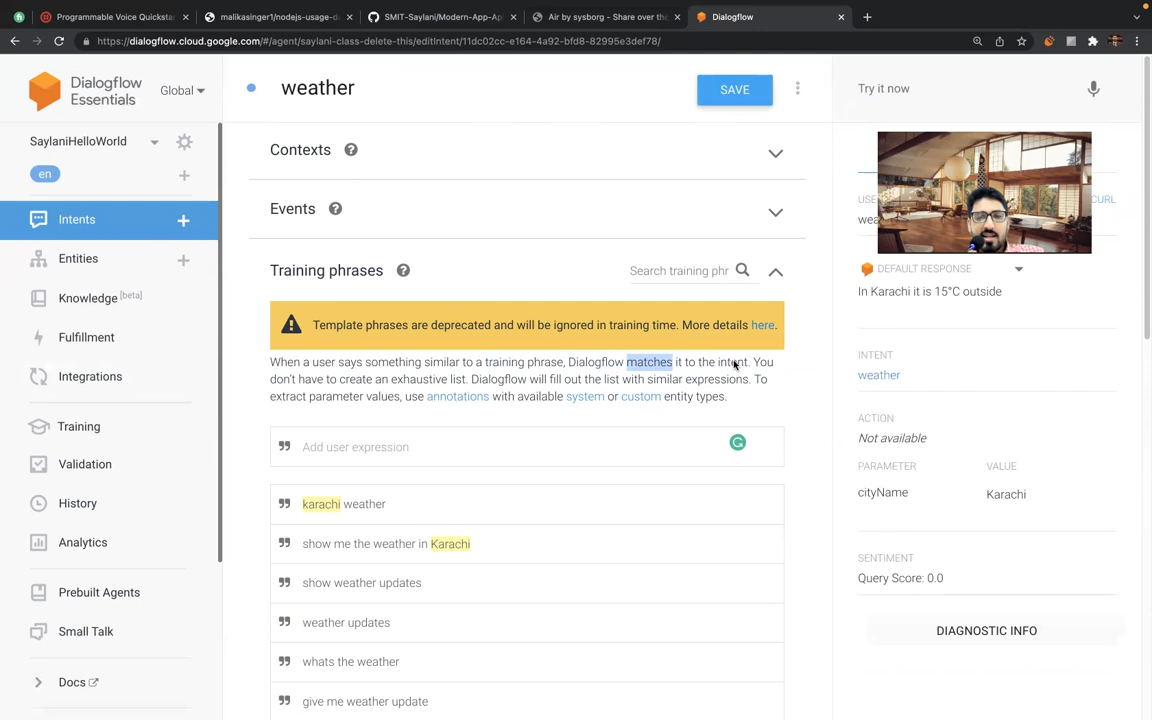 Programmable Voice Quickstar
malikasinger1/nodejs-usage-d
SMIT-Saylani/Modern-App-Ap
Air by sysborg - Share over the
Dialogflow
https://dialogflow.cloud.google.com/#/agent/saylani-class-delete-this/editIntent/11dc02cc-e164-4a92-bfd8-82995e3def78/
Dialogflow
Essentials
Global
SaylaniHelloWorld
en
Intents
Entities
Knowledge [beta]
Fulfillment
Integrations
Training
Validation
History
Analytics
Prebuilt Agents
Small Talk
Docs
weather
SAVE
Contexts
Events
Training phrases
Search training phr
Template phrases are deprecated and will be ignored in training time. More details here.
When a user says something similar to a training phrase, Dialogflow matches it to the intent. You
don't have to create an exhaustive list. Dialogflow will fill out the list with similar expressions. To
extract parameter values, use annotations with available system or custom entity types.
Add user expression
karachi weather
show me the weather in Karachi
show weather updates
weather updates
whats the weather
give me weather update
Try it now
CURL
DEFAULT RESPONSE
In Karachi it is 15°C outside
INTENT
weather
ACTION
Not available
PARAMETER VALUE
cityName Karachi
SENTIMENT
Query Score: 0.0
DIAGNOSTIC INFO